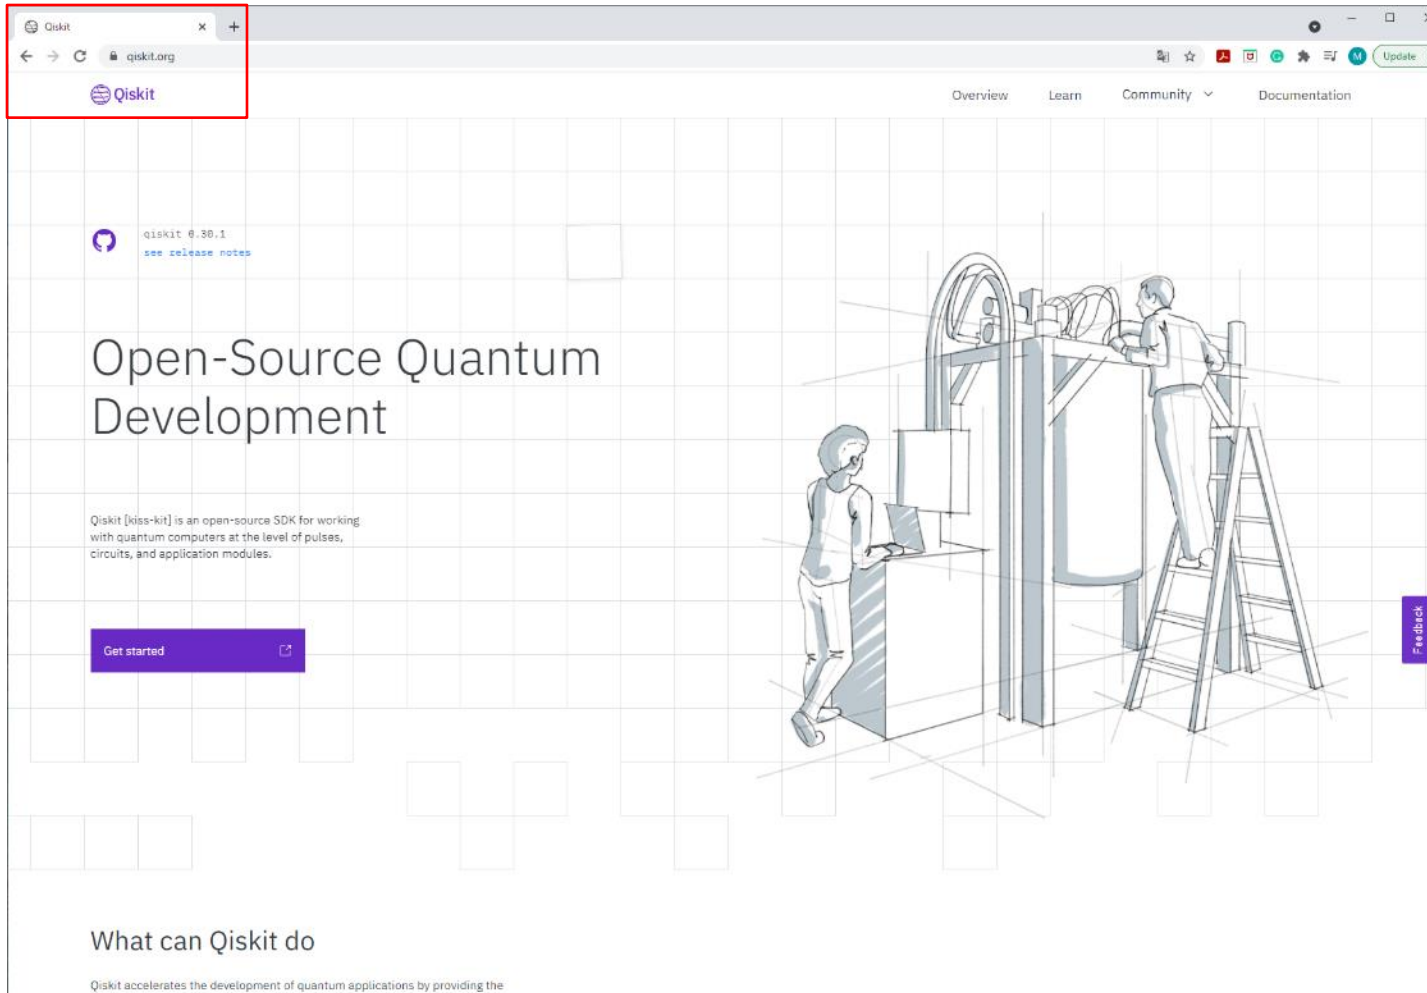 Qiskit
qiskit.org
M
Update
Qiskit
Overview Learn Community Documentation
qiskit 0.30.1
see release notes
Open-Source Quantum
Development
Qiskit [kiss-kit] is an open-source SDK for working
with quantum computers at the level of pulses,
circuits, and application modules.
Get started
Feedback
What can Qiskit do
Qiskit accelerates the development of quantum applications by providing the